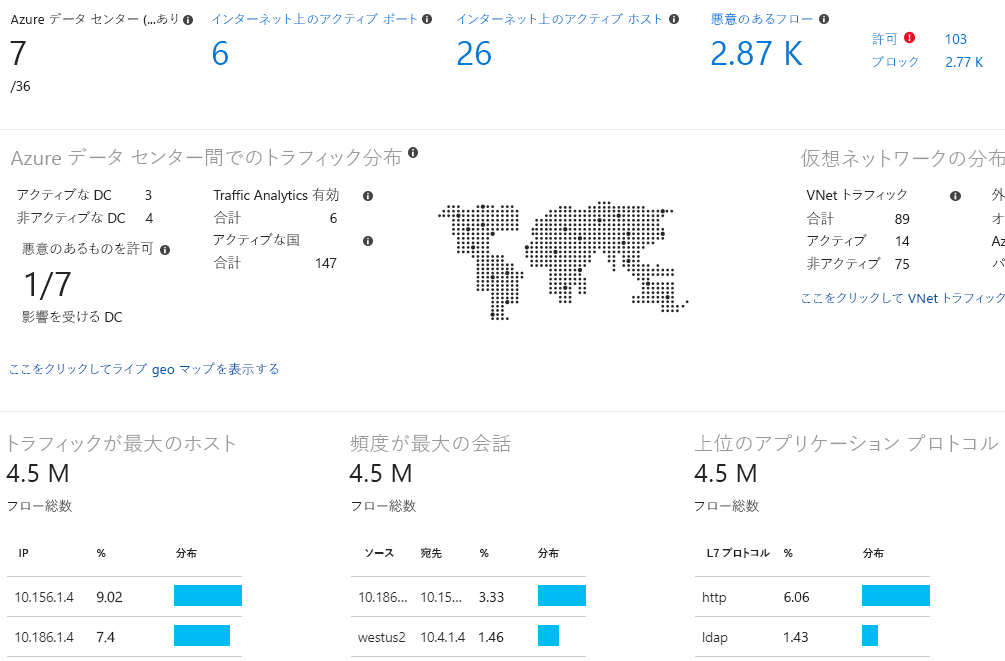 Azure データ センター (...あり
7
/36
インターネット上のアクティブ ポート
6
インターネット上のアクティブ ホスト
26
悪意のあるフロー
2.87 K
許可 103
ブロック 2.77 K
Azure データ センター間でのトラフィック分布
アクティブな DC 3
非アクティブな DC 4
悪意のあるものを許可
1/7
影響を受ける DC
Traffic Analytics 有効
合計 6
アクティブな国
合計 147
ここをクリックしてライブ geo マップを表示する
仮想ネットワークの分布
VNet トラフィック
合計 89
アクティブ 14
非アクティブ 75
外
オ
Az
パ
ここをクリックして VNet トラフィック
トラフィックが最大のホスト
4.5 M
フロー総数
IP % 分布
10.156.1.4 9.02
10.186.1.4 7.4
頻度が最大の会話
4.5 M
フロー総数
ソース 宛先 % 分布
10.186... 10.15... 3.33
westus2 10.4.1.4 1.46
上位のアプリケーション プロトコル
4.5 M
フロー総数
L7 プロトコル % 分布
http 6.06
ldap 1.43